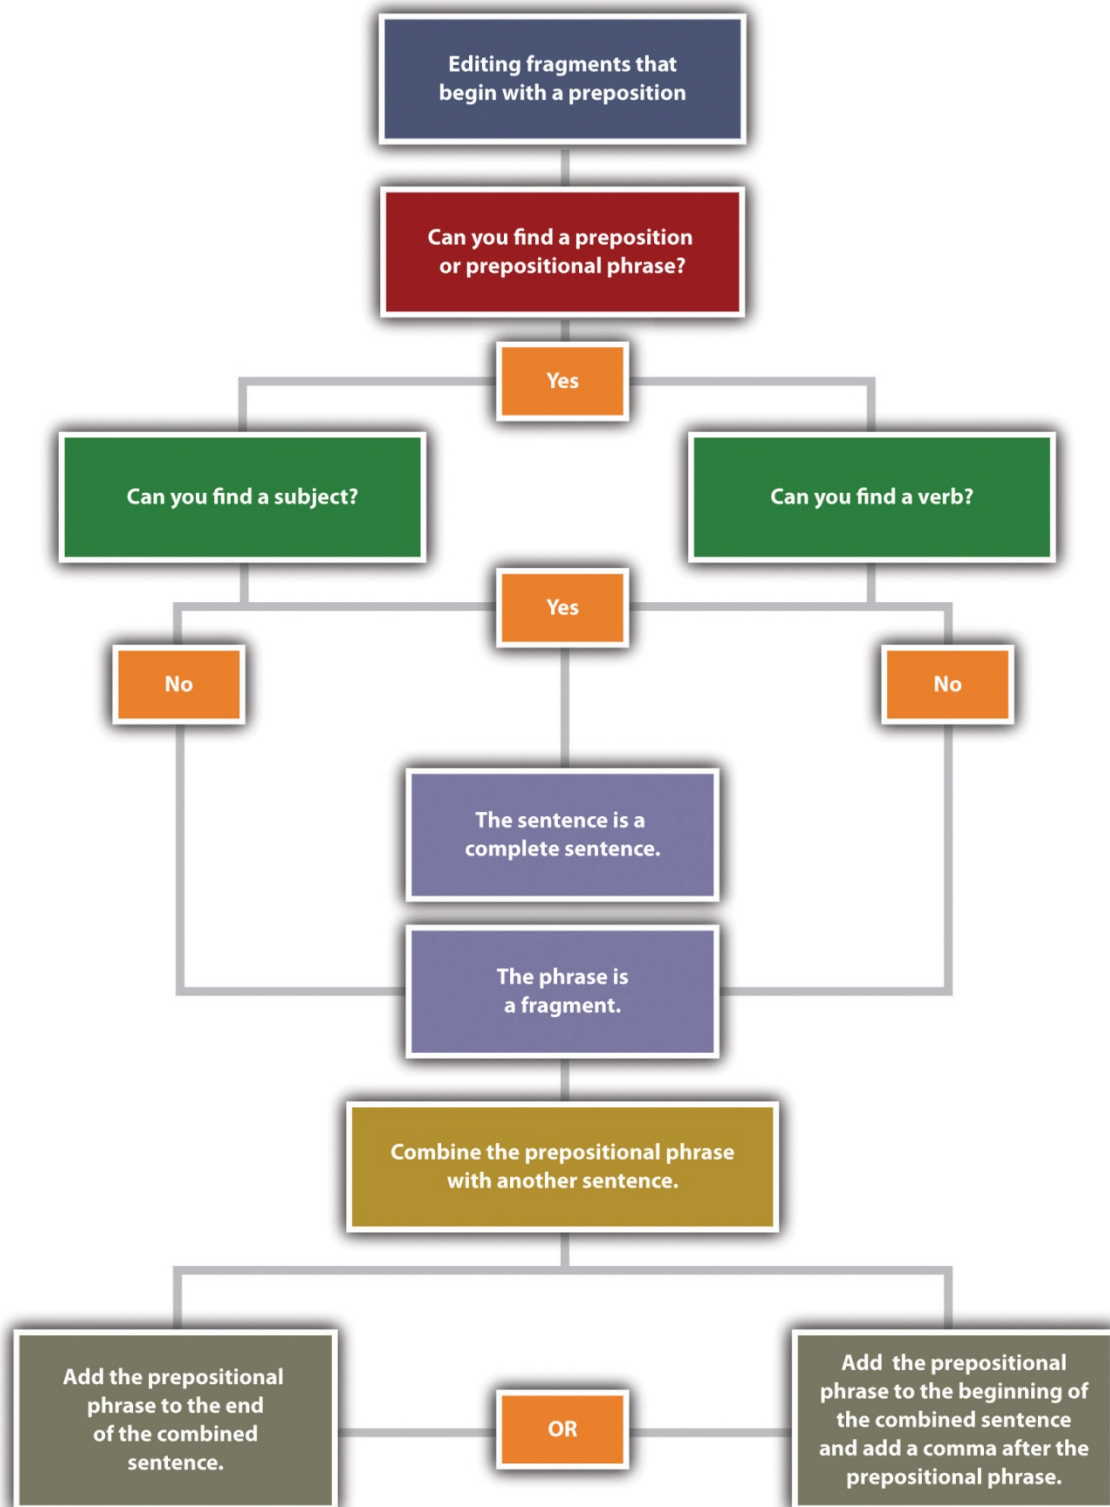 Editing fragments that
begin with a preposition
Can you find a preposition
or prepositional phrase?
Yes
Can you find a subject?
Can you find a verb?
Yes
No
No
The sentence is a
complete sentence.
The phrase is
a fragment.
Combine the prepositional phrase
with another sentence.
Add the prepositional
phrase to the end
of the combined
sentence.
OR
Add the prepositional
phrase to the beginning of
the combined sentence
and add a comma after the
prepositional phrase.